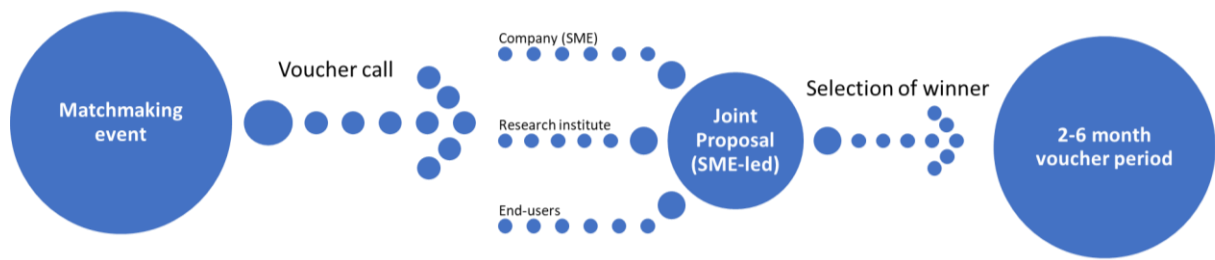 Matchmaking
event
Voucher call
Company (SME)
Research institute
End-users
Joint
Proposal
(SME-led)
Selection of winner
2-6 month
voucher period